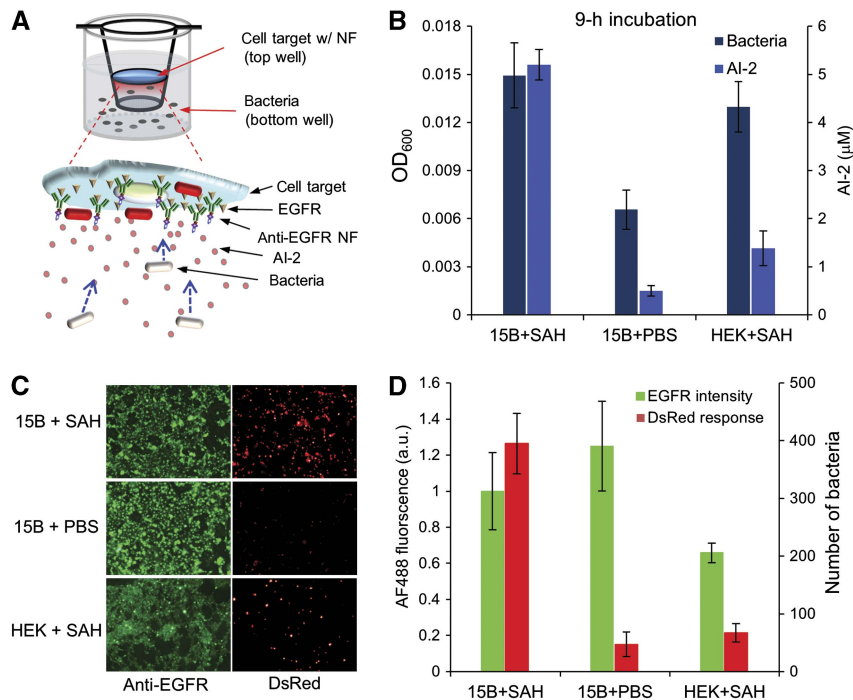 A
Cell target w/ NF
(top well)
Bacteria
(bottom well)
Cell target
EGFR
Anti-EGFR NF
AI-2
Bacteria
B
9-h incubation
Bacteria
AI-2
0.018
0.015
0.012
0.009
0.006
0.003
0
OD600
6
5
4
3
2
1
0
AI-2 (μM)
15B+SAH
15B+PBS
HEK+SAH
C
15B + SAH
15B + PBS
HEK + SAH
Anti-EGFR
DsRed
D
EGFR intensity
DsRed response
1.6
1.4
1.2
1
0.8
0.6
0.4
0.2
0
AF488 fluorscence (a.u.)
500
400
300
200
100
0
Number of bacteria
15B+SAH
15B+PBS
HEK+SAH